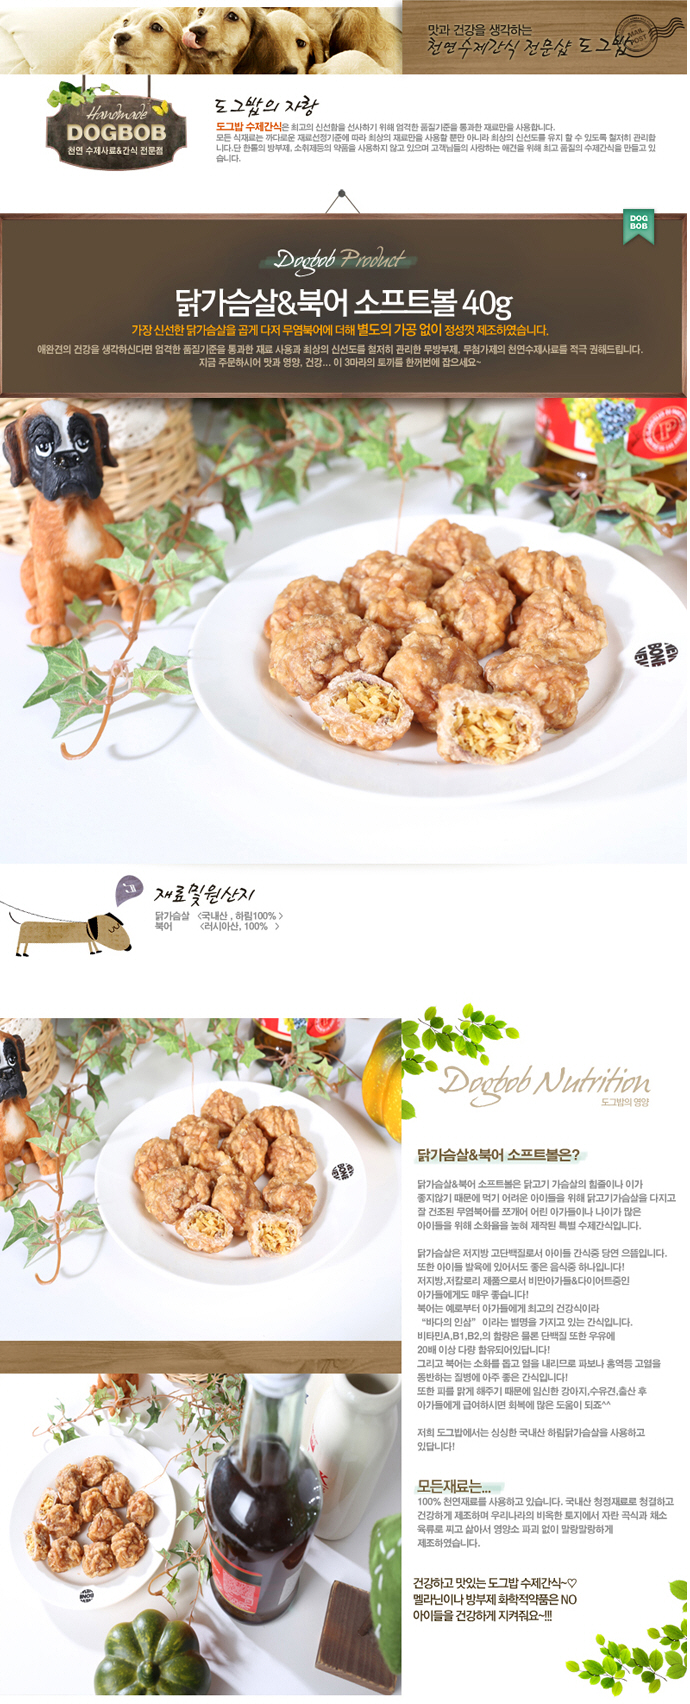 맛과 건강을 생각하는
천연수제간식 전문샵 도그밥
MAIL
POST
Handmade
DOGBOB
천연 수제사료&간식 전문점
도그밥의 자랑
도그밥 수제간식은 최고의 신선함을 선사하기 위해 엄격한 품질기준을 통과한 재료만을 사용합니다.
모든 식재료는 까다로운 재료선정기준에 따라 최상의 재료만을 사용할 뿐만 아니라 최상의 신선도를 유지 할 수 있도록 철저히 관리합
니다.단 한톨의 방부제, 소취제등의 약품을 사용하지 않고 있으며 고객님들의 사랑하는 애견을 위해 최고 품질의 수제간식을 만들고 있
습니다.
DOG
BOB
Dogbob Product
닭가슴살&북어 소프트볼 40g
가장 신선한 닭가슴살을 곱게 다저 무염북어에 더해 별도의 가공 없이 정성껏 제조하였습니다.
애완견의 건강을 생각하신다면 엄격한 품질기준을 통과한 재료 사용과 최상의 신선도를 철저히 관리한 무방부제, 무첨가제의 천연수제사료를 적극 권해드립니다.
지금 주문하시어 맛과 영양, 건강... 이 3마리의 토끼를 한꺼번에 잡으세요~
BONE
재료및원산지
닭가슴살 <국내산 , 하림100% >
북어 <러시아산, 100% >
Dogbob Nutrition
도그밥의 영양
닭가슴살&북어 소프트볼은?
닭가슴살&북어 소프트볼은 닭고기 가슴살의 힘줄이나 이가
좋지않기 때문에 먹기 어려운 아이들을 위해 닭고기가슴살을 다지고
잘 건조된 무염북어를 쪼개어 어린 아가들이나 나이가 많은
아이들을 위해 소화율을 높혀 제작된 특별 수제간식입니다.
닭가슴살은 저지방 고단백질로서 아이들 간식중 당연 으뜸입니다.
또한 아이들 발육에 있어서도 좋은 음식중 하나입니다!
저지방,저칼로리 제품으로서 비만아가들&다이어트중인
아가들에게도 매우 좋습니다!
북어는 예로부터 아가들에게 최고의 건강식이라
“바다의 인삼” 이라는 별명을 가지고 있는 간식입니다.
비타민A,B1,B2,의 함량은 물론 단백질 또한 우유에
20배 이상 다량 함유되어있답니다!
그리고 북어는 소화를 돕고 열을 내리므로 파보나 홍역등 고열을
동반하는 질병에 아주 좋은 간식입니다!
또한 피를 맑게 해주기 때문에 임신한 강아지,수유견,출산 후
아가들에게 급여하시면 회복에 많은 도움이 되죠^^
저희 도그밥에서는 싱싱한 국내산 하림닭가슴살을 사용하고
있답니다!
모든재료는...
100% 천연재료를 사용하고 있습니다. 국내산 청정재료로 청결하고
건강하게 제조하며 우리나라의 비옥한 토지에서 자란 곡식과 채소
육류로 찌고 삶아서 영양소 파괴 없이 말랑말랑하게
제조하였습니다.
건강하고 맛있는 도그밥 수제간식~♡
멜라닌이나 방부제 화학적약품은 NO
아이들을 건강하게 지켜줘요~!!!